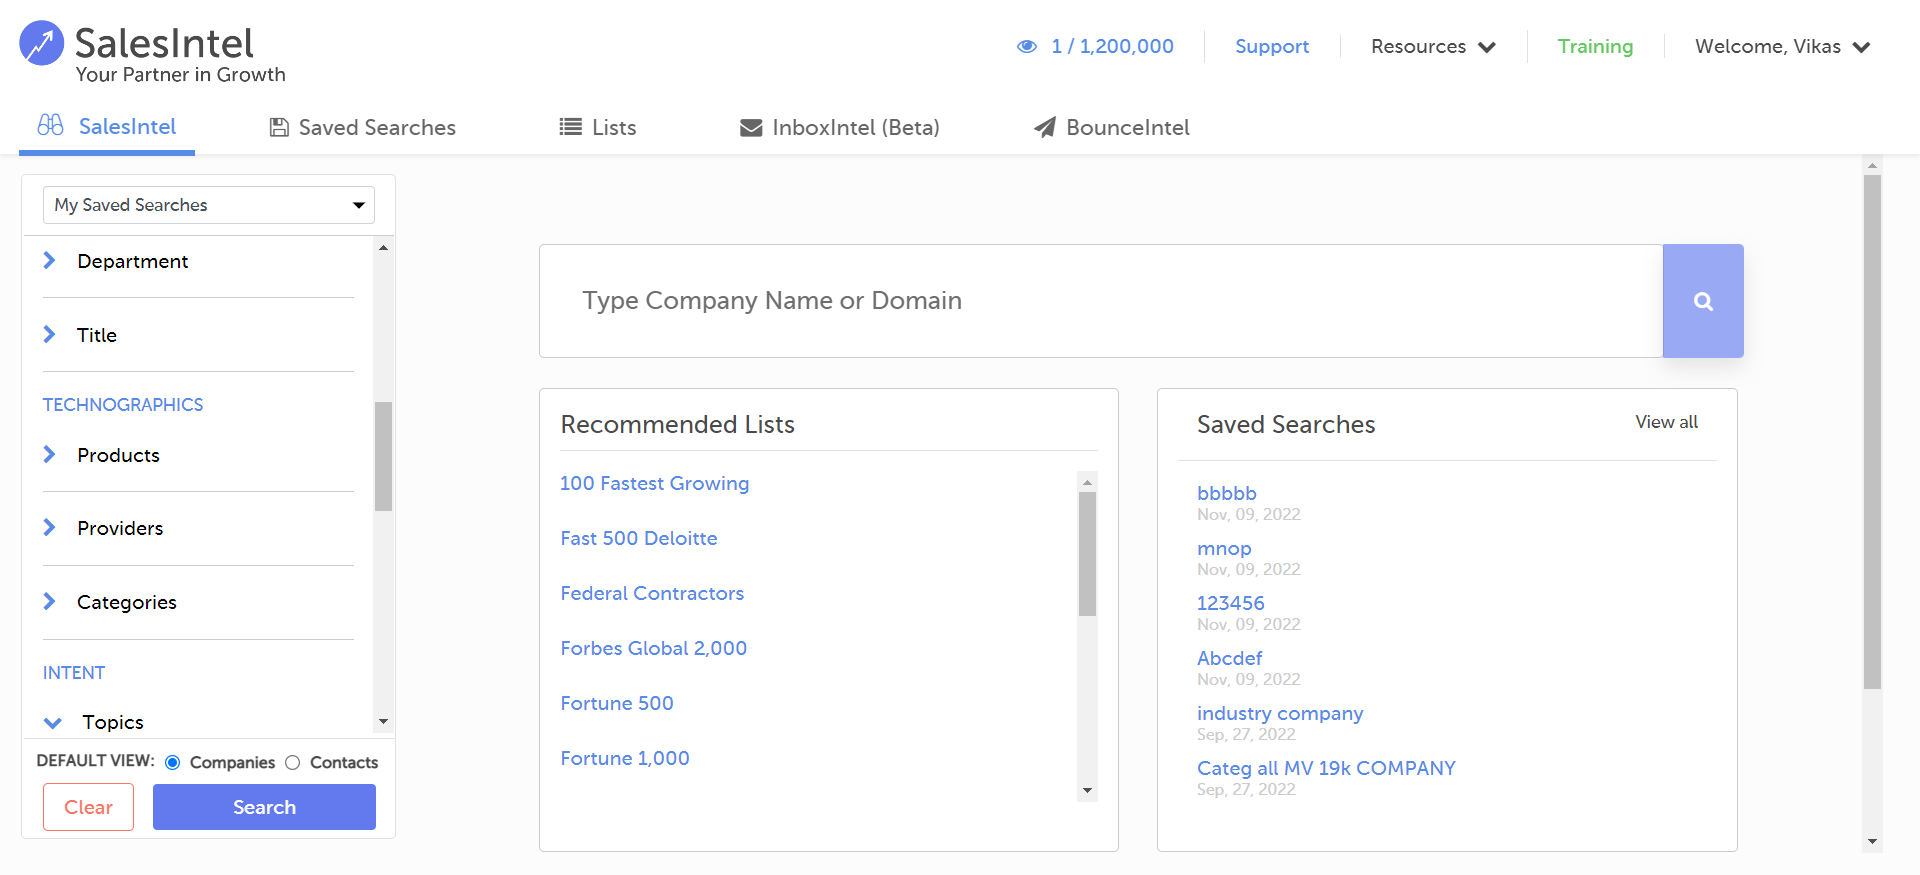 SalesIntel
Your Partner in Growth
1 / 1,200,000
Support
Resources
Training
Welcome, Vikas
SalesIntel
Saved Searches
Lists
InboxIntel (Beta)
BounceIntel
My Saved Searches
Department
Title
TECHNOGRAPHICS
Products
Providers
Categories
INTENT
Topics
DEFAULT VIEW: Companies Contacts
Clear
Search
Type Company Name or Domain
Recommended Lists
100 Fastest Growing
Fast 500 Deloitte
Federal Contractors
Forbes Global 2,000
Fortune 500
Fortune 1,000
Saved Searches
View all
bbbbb
Nov, 09, 2022
mnop
Nov, 09, 2022
123456
Nov, 09, 2022
Abcdef
Nov, 09, 2022
industry company
Sep, 27, 2022
Categ all MV 19k COMPANY
Sep, 27, 2022